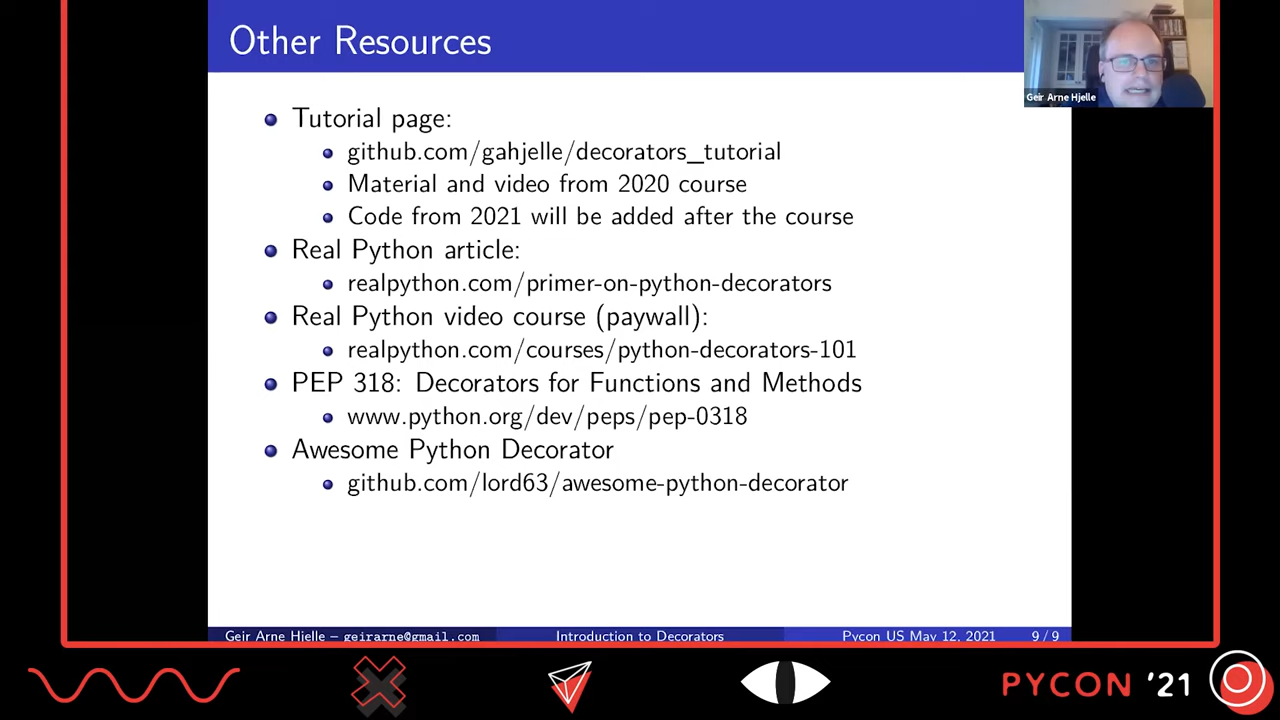 Other Resources
Geir Arne Hjelle
Tutorial page:
github.com/gahjelle/decorators_tutorial
Material and video from 2020 course
Code from 2021 will be added after the course
Real Python article:
realpython.com/primer-on-python-decorators
Real Python video course (paywall):
realpython.com/courses/python-decorators-101
PEP 318: Decorators for Functions and Methods
www.python.org/dev/peps/pep-0318
Awesome Python Decorator
github.com/lord63/awesome-python-decorator
Geir Arne Hjelle – geirarne@gmail.com Introduction to Decorators Pycon US May 12, 2021 9 / 9
PYCON '21